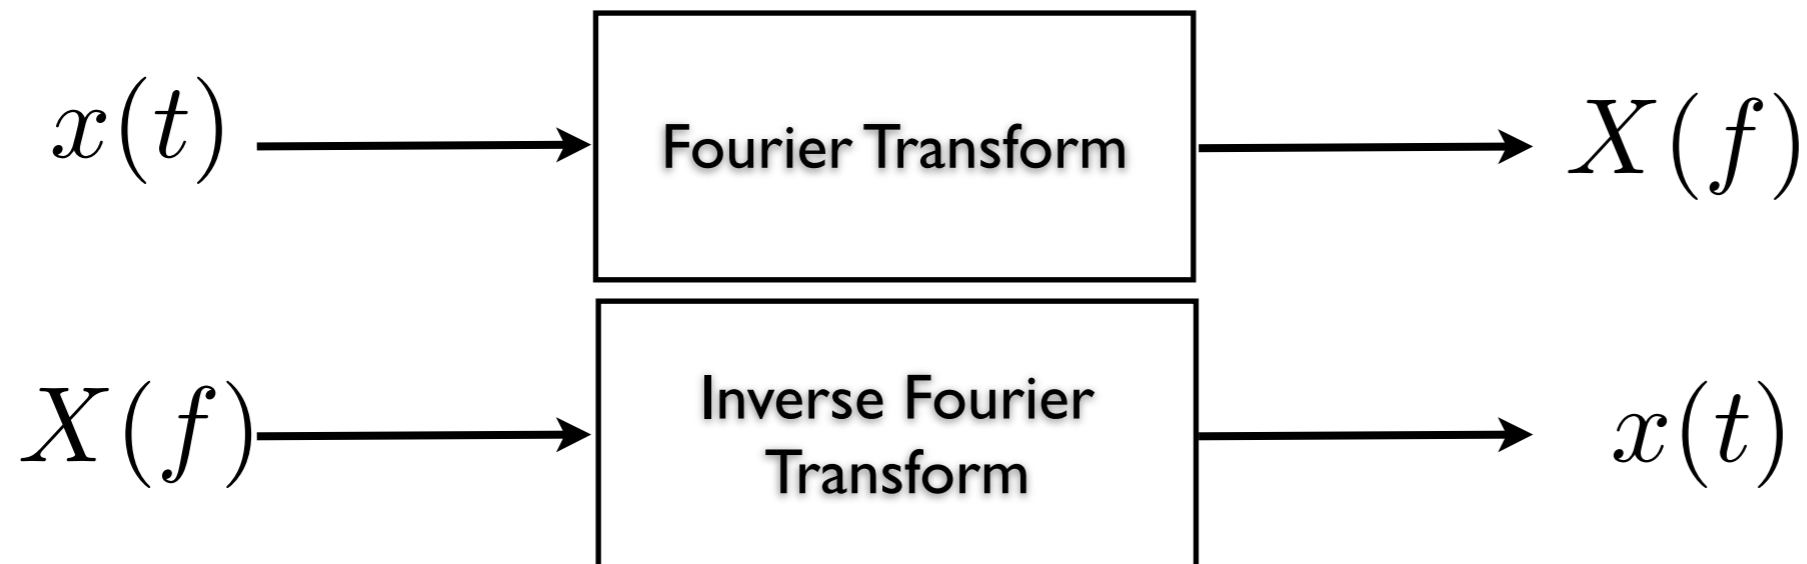 x(t) Fourier Transform X(f)
X(f) Inverse Fourier x(t)
Transform